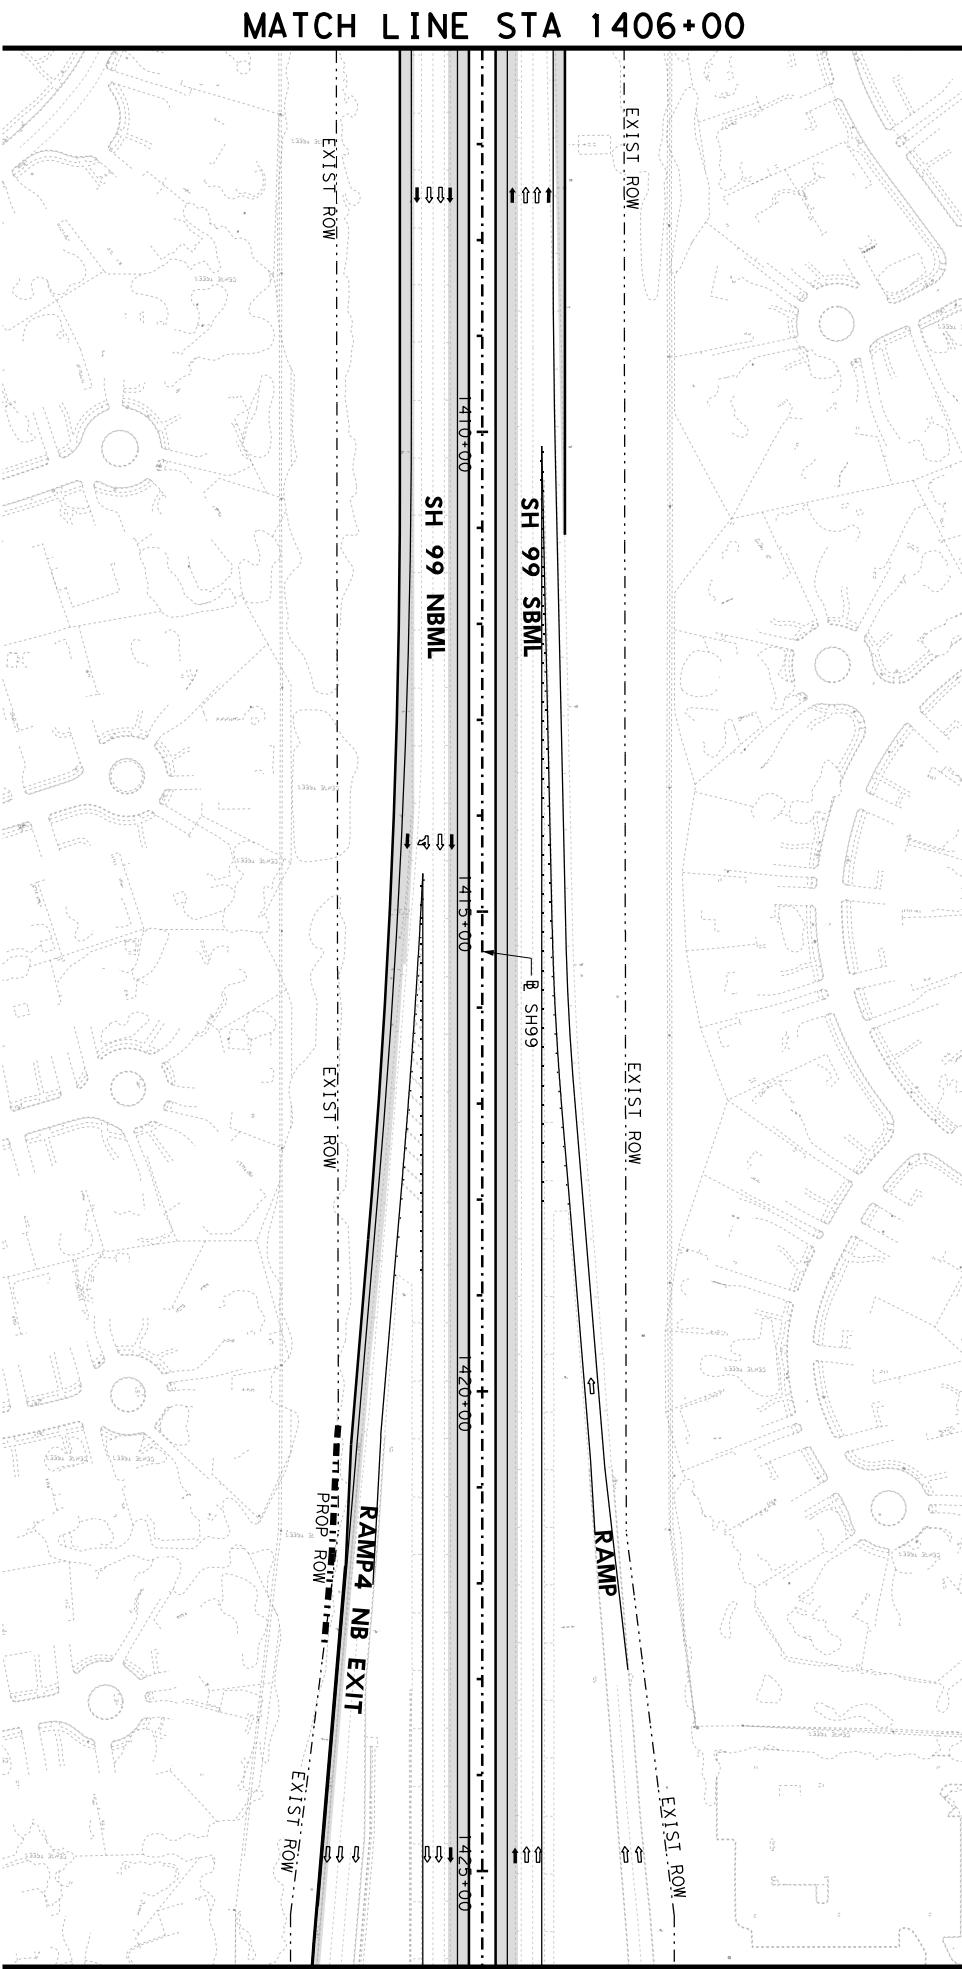 MATCH LINE STA 1406+00
EXIST ROW
EXIST ROW
1410+00
SH 99 NBML
SH 99 SBML
1415+00
SH99
EXIST ROW
EXIST ROW
1420+00
PROP ROW
RAMP4 NB EXIT
RAMP
EXIST ROW
EXIST ROW
1425+00